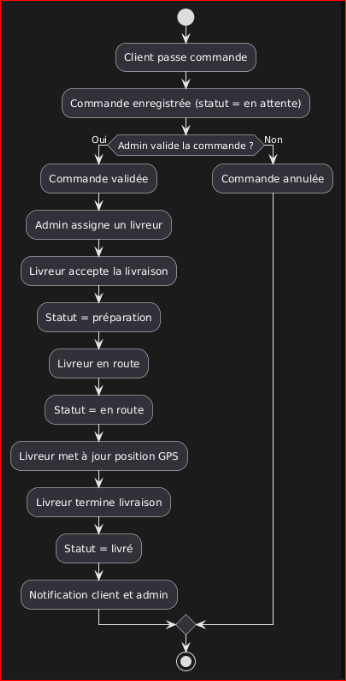 Client passe commande
Commande enregistrée (statut = en attente)
Oui
Admin valide la commande ?
Non
Commande validée
Commande annulée
Admin assigne un livreur
Livreur accepte la livraison
Statut = préparation
Livreur en route
Statut = en route
Livreur met à jour position GPS
Livreur termine livraison
Statut = livré
Notification client et admin